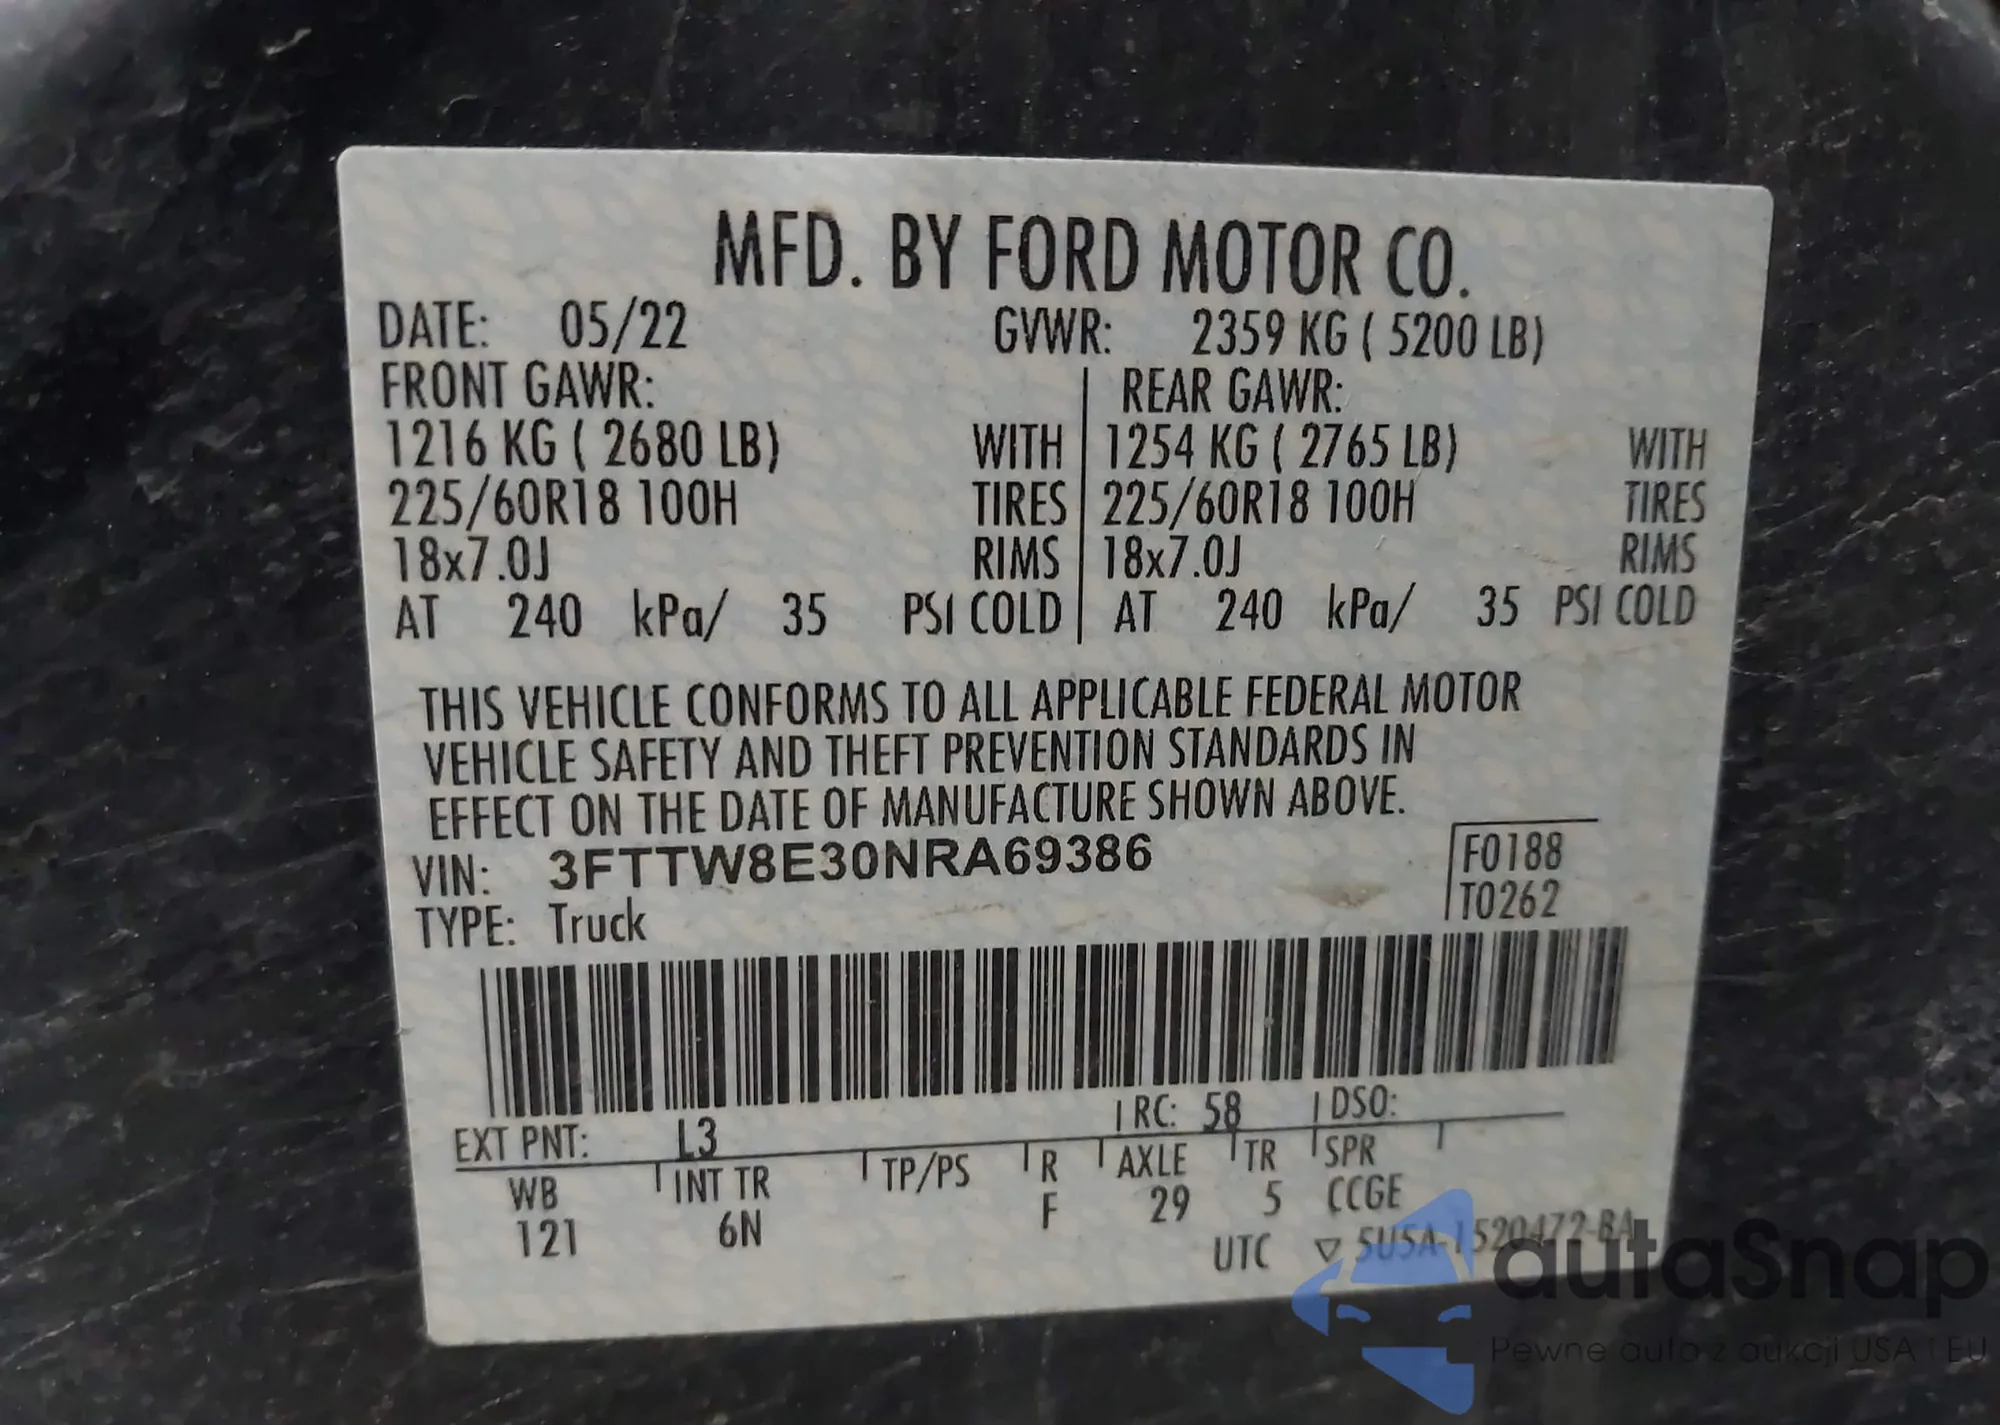 MFD. BY FORD MOTOR CO.
DATE: 05/22 GVWR: 2359 KG ( 5200 LB)
FRONT GAWR: REAR GAWR:
1216 KG ( 2680 LB) WITH 1254 KG ( 2765 LB) WITH
225/60R18 100H TIRES 225/60R18 100H TIRES
18x7.0J RIMS 18x7.0J RIMS
AT 240 kPa/ 35 PSI COLD AT 240 kPa/ 35 PSI COLD
THIS VEHICLE CONFORMS TO ALL APPLICABLE FEDERAL MOTOR
VEHICLE SAFETY AND THEFT PREVENTION STANDARDS IN
EFFECT ON THE DATE OF MANUFACTURE SHOWN ABOVE.
VIN: 3FTTW8E30NRA69386 F0188
TYPE: Truck T0262
EXT PNT: L3 RC: 58 DSO:
WB INT TR TP/PS R AXLE TR SPR
121 6N F 29 5 CCGE
UTC ▽ 5U5A-1520472-BA
autaSnap
Pewne auto z aukcji USA i EU